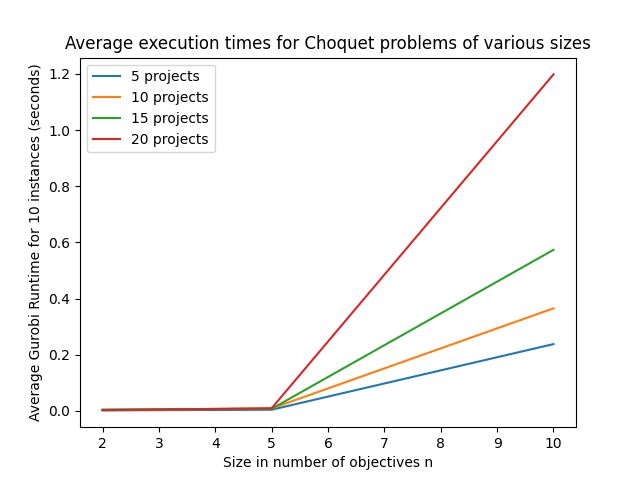 Average execution times for Choquet problems of various sizes
Average Gurobi Runtime for 10 instances (seconds)
1.2
1.0
0.8
0.6
0.4
0.2
0.0
5 projects
10 projects
15 projects
20 projects
2 3 4 5 6 7 8 9 10
Size in number of objectives n